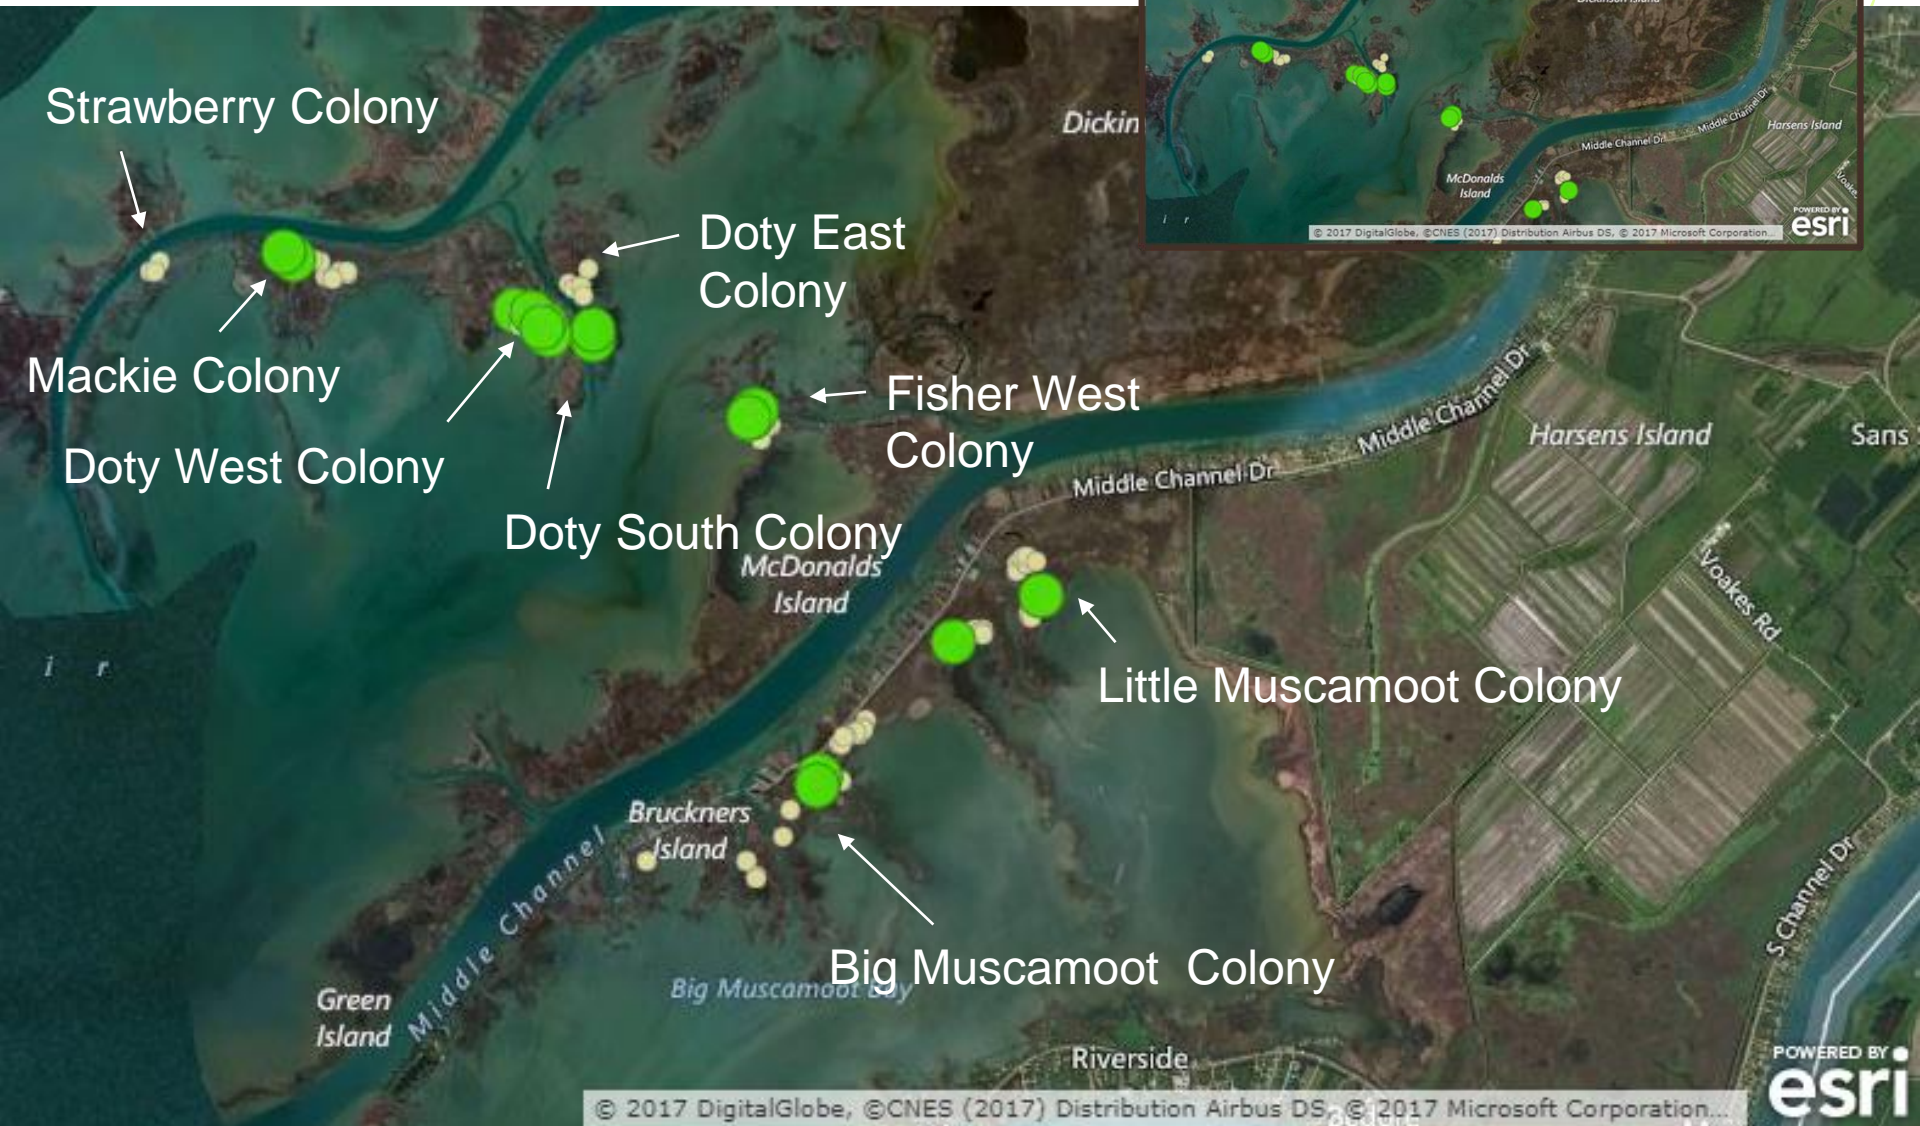 Dickinson Island
Strawberry Colony
Dickin
Middle Channel Dr
Harsens Island
Middle Channel Dr
McDonalds
Island
Voake
i r
POWERED BY
esri
© 2017 DigitalGlobe, ©CNES (2017) Distribution Airbus DS, © 2017 Microsoft Corporation...
Doty East
Colony
Mackie Colony
Fisher West
Colony
Middle Channel Dr
Harsens Island
Sans
Doty West Colony
Middle Channel Dr
Doty South Colony
McDonalds
Island
Voakes Rd
i r
Little Muscamoot Colony
Bruckners
Island
Middle Channel
S Channel Dr
Big Muscamoot Colony
Big Muscamoot Bay
Green
Island
Riverside
POWERED BY
esri
© 2017 DigitalGlobe, ©CNES (2017) Distribution Airbus DS, © 2017 Microsoft Corporation...